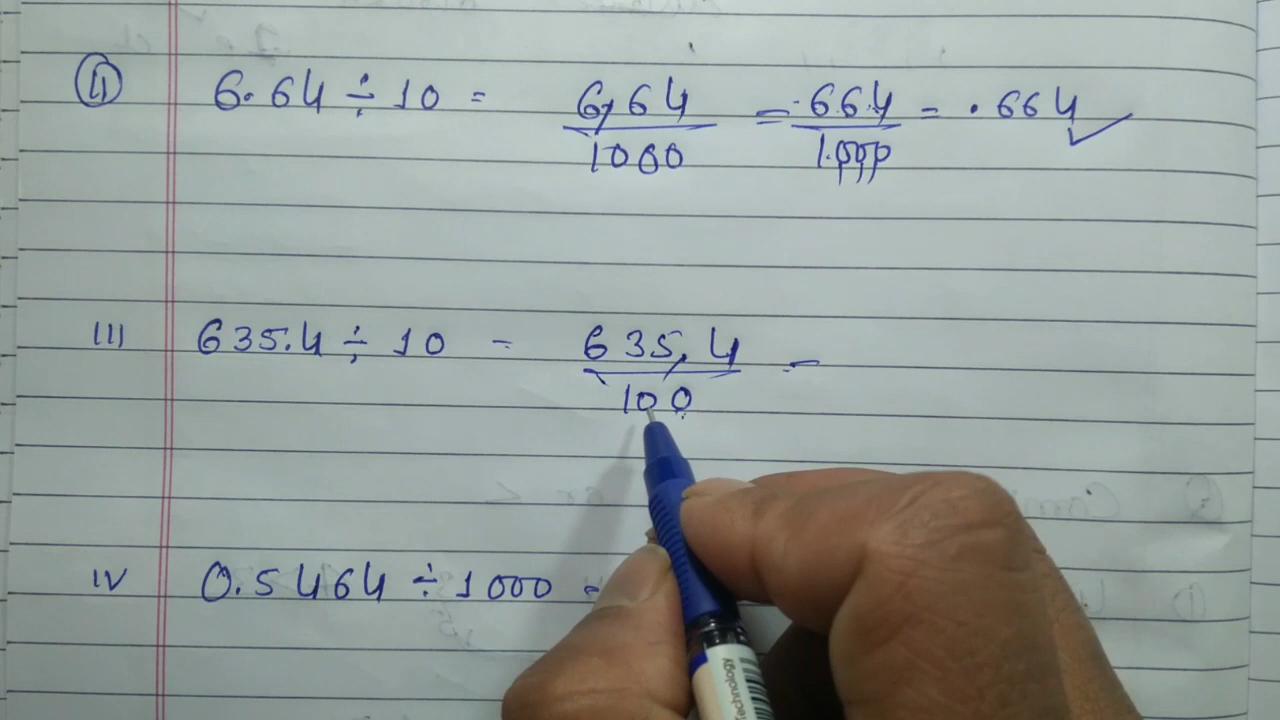 II 6.64 ÷ 10 = 6,64/1000 = .664/1.000 = .664
III 635.4 ÷ 10 = 635,4/100 =
IV 0.5464 ÷ 1000 =
Technology